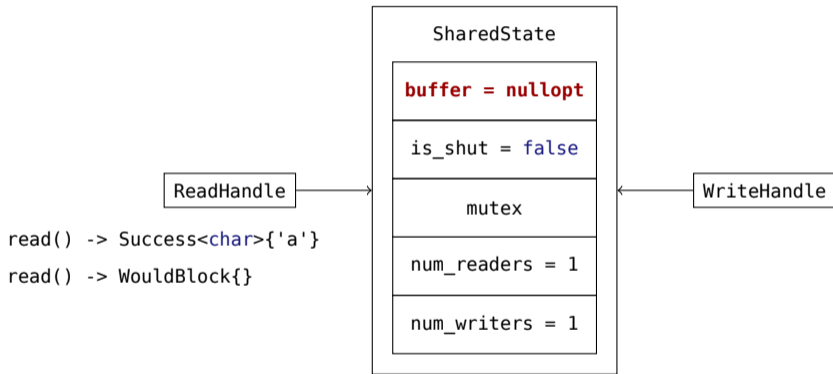 SharedState
buffer = nullopt
is_shut = false
ReadHandle
WriteHandle
mutex
read() -> Success<char>{'a'}
num_readers = 1
read() -> WouldBlock{}
num_writers = 1